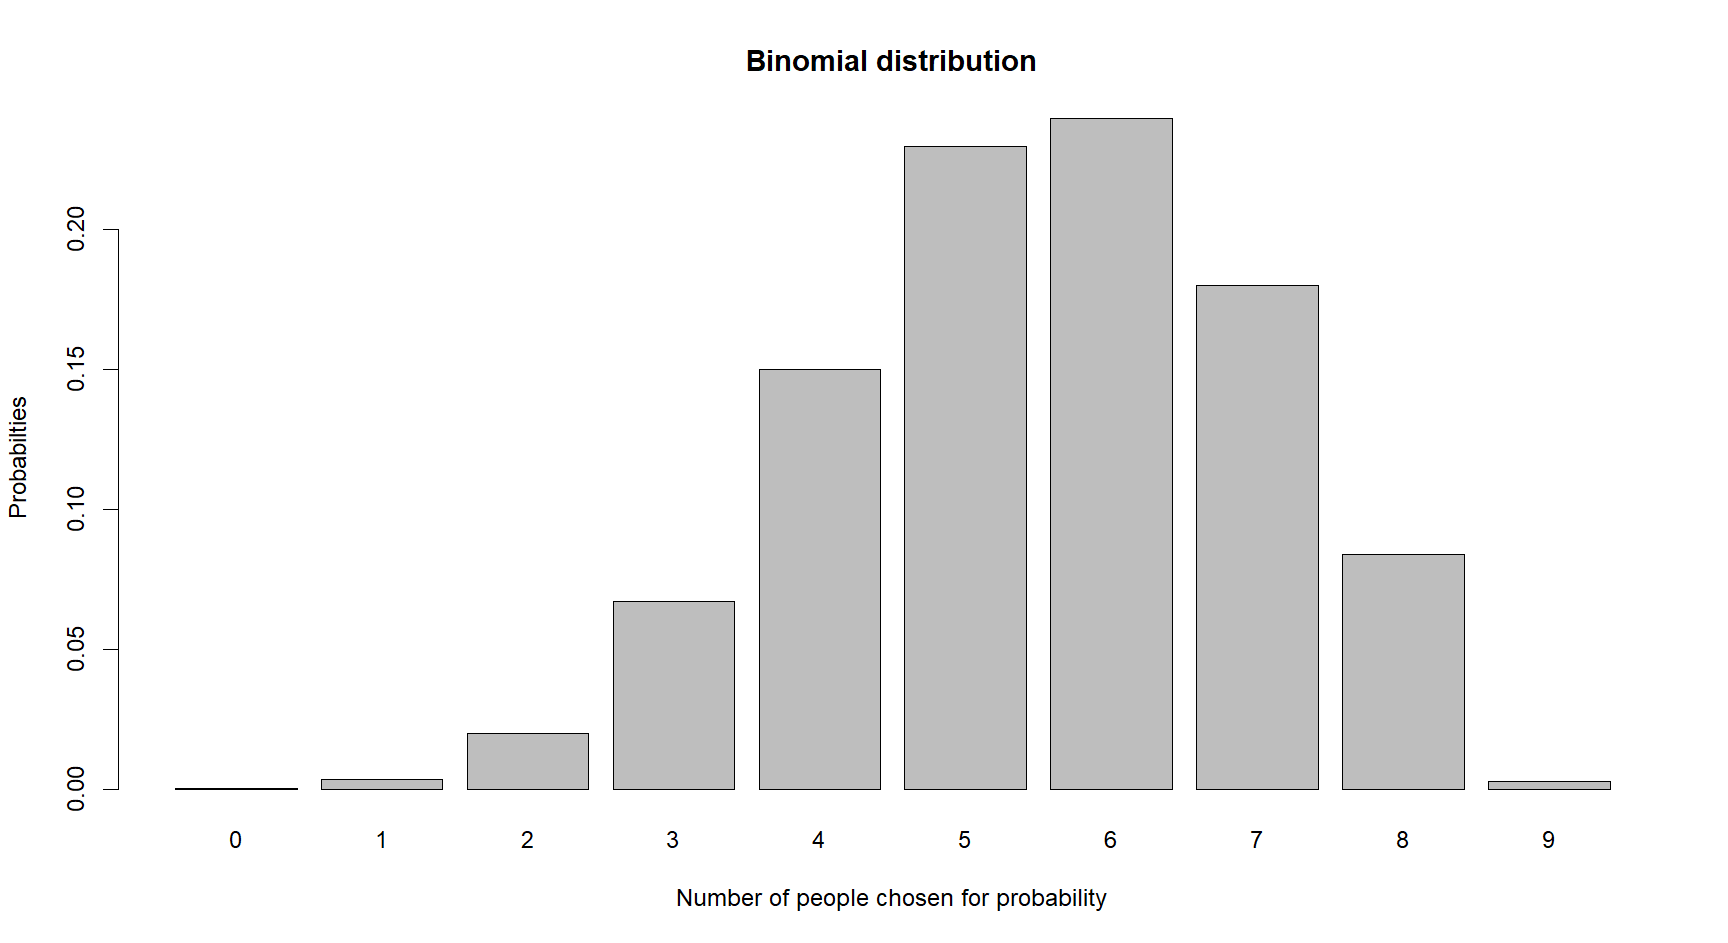 Binomial distribution
Probabilties
0.20
0.15
0.10
0.05
0.00
0 1 2 3 4 5 6 7 8 9
Number of people chosen for probability